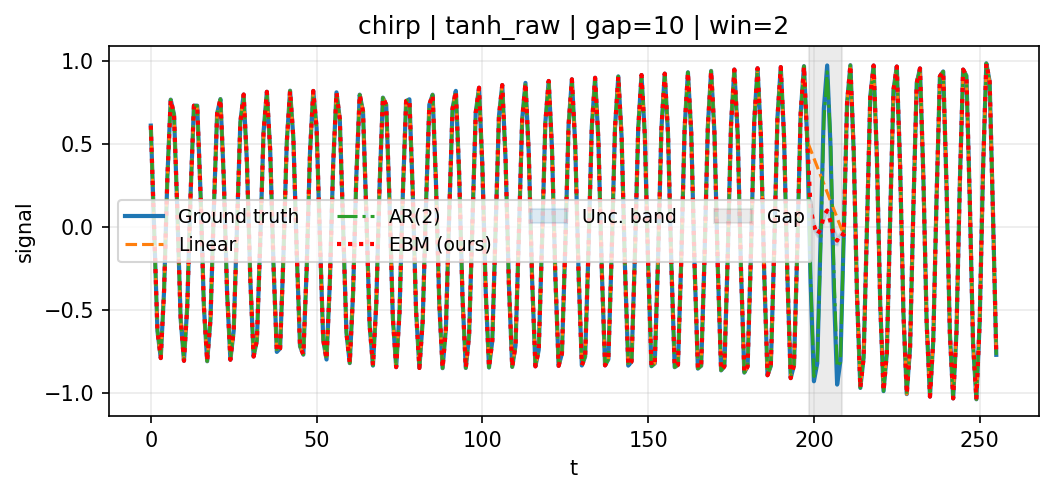 chirp | tanh_raw | gap=10 | win=2
signal
1.0
0.5
0.0
−0.5
−1.0
Ground truth
Linear
AR(2)
EBM (ours)
Unc. band
Gap
0 50 100 150 200 250
t